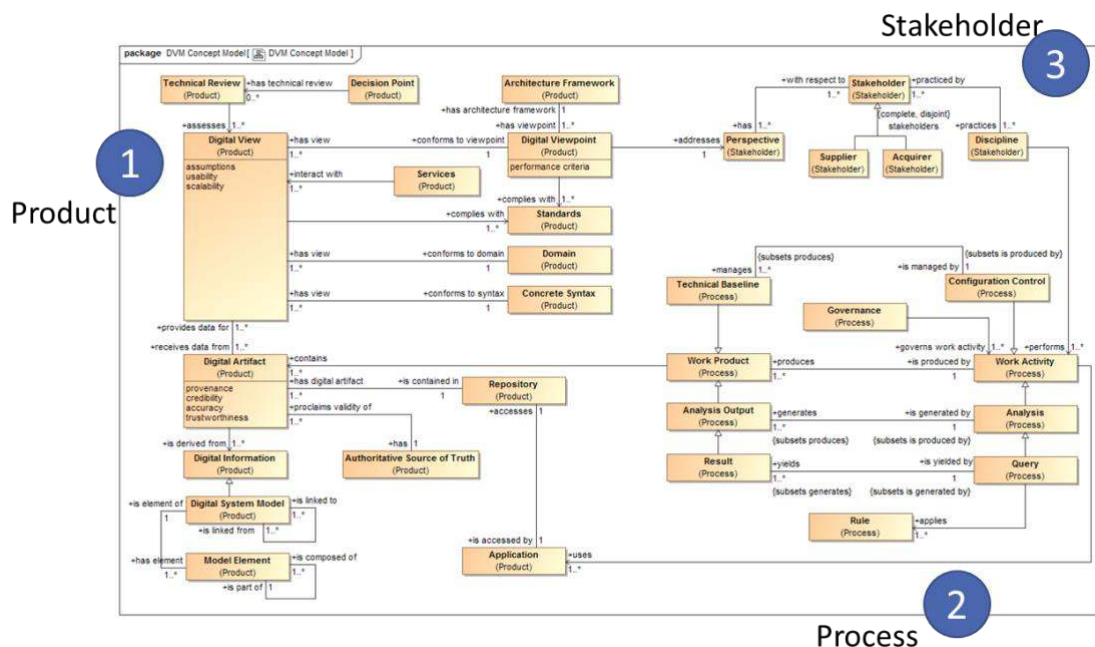 Stakeholder
3
package DVM Concept Model[ DVM Concept Model ]
Technical Review
(Product)
+has technical review
0..*
Decision Point
(Product)
Architecture Framework
(Product)
+with respect to
1..*
Stakeholder
(Stakeholder)
+practiced by
1..*
+has architecture framework 1
{complete, disjoint}
stakeholders
+assesses 1..*
+has viewpoint 1..*
+has 1..*
+practices 1..*
1
Product
Digital View
(Product)
assumptions
usability
scalability
+has view
1..*
+conforms to viewpoint
1
Digital Viewpoint
(Product)
performance criteria
+addresses
1
Perspective
(Stakeholder)
Supplier
(Stakeholder)
Acquirer
(Stakeholder)
Discipline
(Stakeholder)
+interact with
1..*
Services
(Product)
+complies with 1..*
+complies with
1..*
Standards
(Product)
+has view
1..*
+conforms to domain
1
Domain
(Product)
+has view
1..*
+conforms to syntax
1
Concrete Syntax
(Product)
{subsets produces}
{subsets is produced by}
+manages 1..*
+is managed by 1
Technical Baseline
(Process)
Configuration Control
(Process)
Governance
(Process)
+provides data for 1..*
+receives data from 1..*
+governs work activity 1..*
+performs 1..*
Digital Artifact
(Product)
provenance
credibility
accuracy
trustworthiness
+contains
1..*
+has digital artifact
1..*
+is contained in
1
Repository
(Product)
+proclaims validity of
1..*
+has 1
Authoritative Source of Truth
(Product)
+accesses 1
Work Product
(Process)
+produces
1..*
+is produced by
1
Work Activity
(Process)
Analysis Output
(Process)
+generates
1..*
{subsets produces}
+is generated by
1
{subsets is produced by}
Analysis
(Process)
Result
(Process)
+yields
1..*
{subsets generates}
+is yielded by
1
{subsets is generated by}
Query
(Process)
+is derived from 1..*
Digital Information
(Product)
+is element of
1
Digital System Model
(Product)
+is linked to
1..*
+is linked from
1..*
Rule
(Process)
+applies
1..*
+has element
1..*
Model Element
(Product)
+is composed of
1..*
+is part of 1
+is accessed by 1
Application
(Product)
+uses
1..*
2
Process